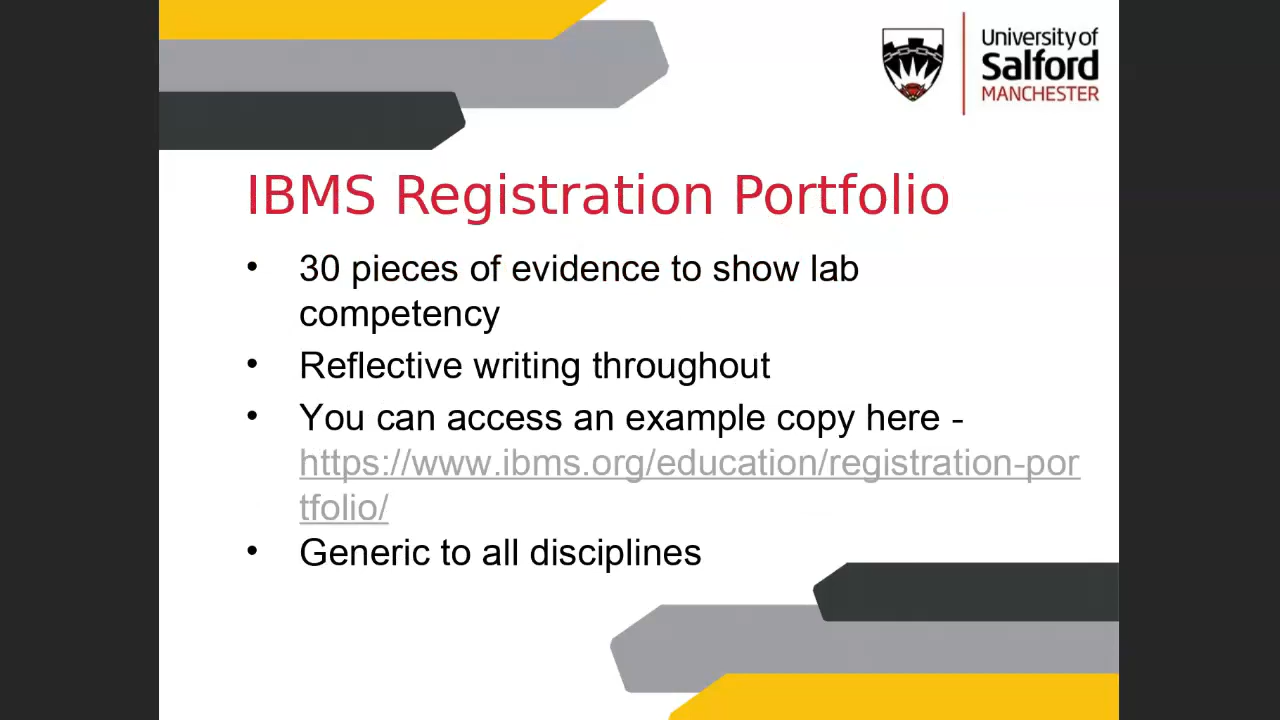 University of
Salford
MANCHESTER
IBMS Registration Portfolio
• 30 pieces of evidence to show lab
competency
• Reflective writing throughout
• You can access an example copy here -
https://www.ibms.org/education/registration-por
tfolio/
• Generic to all disciplines